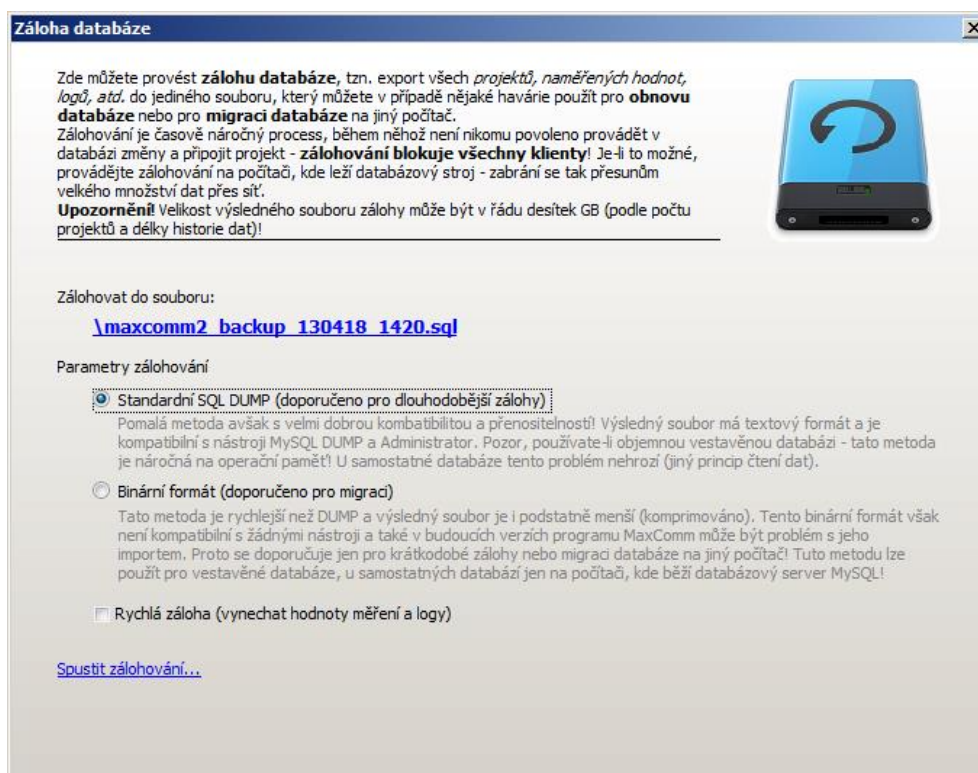 Záloha databáze
Zde můžete provést zálohu databáze, tzn. export všech projektů, naměřených hodnot,
logů, atd. do jediného souboru, který můžete v případě nějaké havárie použít pro obnovu
databáze nebo pro migraci databáze na jiný počítač.
Zálohování je časově náročný process, během něhož není nikomu povoleno provádět v
databázi změny a připojit projekt - zálohování blokuje všechny klienty! Je-li to možné,
provádějte zálohování na počítači, kde leží databázový stroj - zabrání se tak přesunům
velkého množství dat přes síť.
Upozornění! Velikost výsledného souboru zálohy může být v řádu desítek GB (podle počtu
projektů a délky historie dat)!
Zálohovat do souboru:
\maxcomm2_backup_130418_1420.sql
Parametry zálohování
Standardní SQL DUMP (doporučeno pro dlouhodobější zálohy)
Pomalá metoda avšak s velmi dobrou kombatibilitou a přenositelností! Výsledný soubor má textový formát a je
kompatibilní s nástroji MySQL DUMP a Administrator. Pozor, používáte-li objemnou vestavěnou databázi - tato metoda
je náročná na operační paměť! U samostatné databáze tento problém nehrozí (jiný princip čtení dat).
Binární formát (doporučeno pro migraci)
Tato metoda je rychlejší než DUMP a výsledný soubor je i podstatně menší (komprimováno). Tento binární formát však
není kompatibilní s žádnými nástroji a také v budoucích verzích programu MaxComm může být problém s jeho
importem. Proto se doporučuje jen pro krátkodobé zálohy nebo migraci databáze na jiný počítač! Tuto metodu lze
použít pro vestavěné databáze, u samostatných databází jen na počítači, kde běží databázový server MySQL!
Rychlá záloha (vynechat hodnoty měření a logy)
Spustit zálohování...